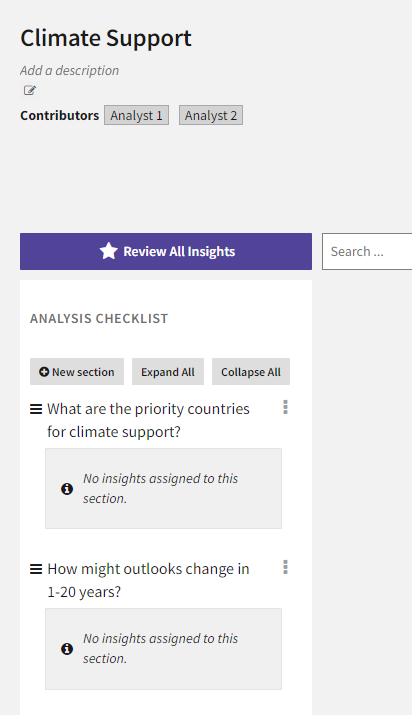 Climate Support
Add a description
Contributors Analyst 1 Analyst 2
Review All Insights
Search ...
ANALYSIS CHECKLIST
New section Expand All Collapse All
What are the priority countries
for climate support?
No insights assigned to this
section.
How might outlooks change in
1-20 years?
No insights assigned to this
section.